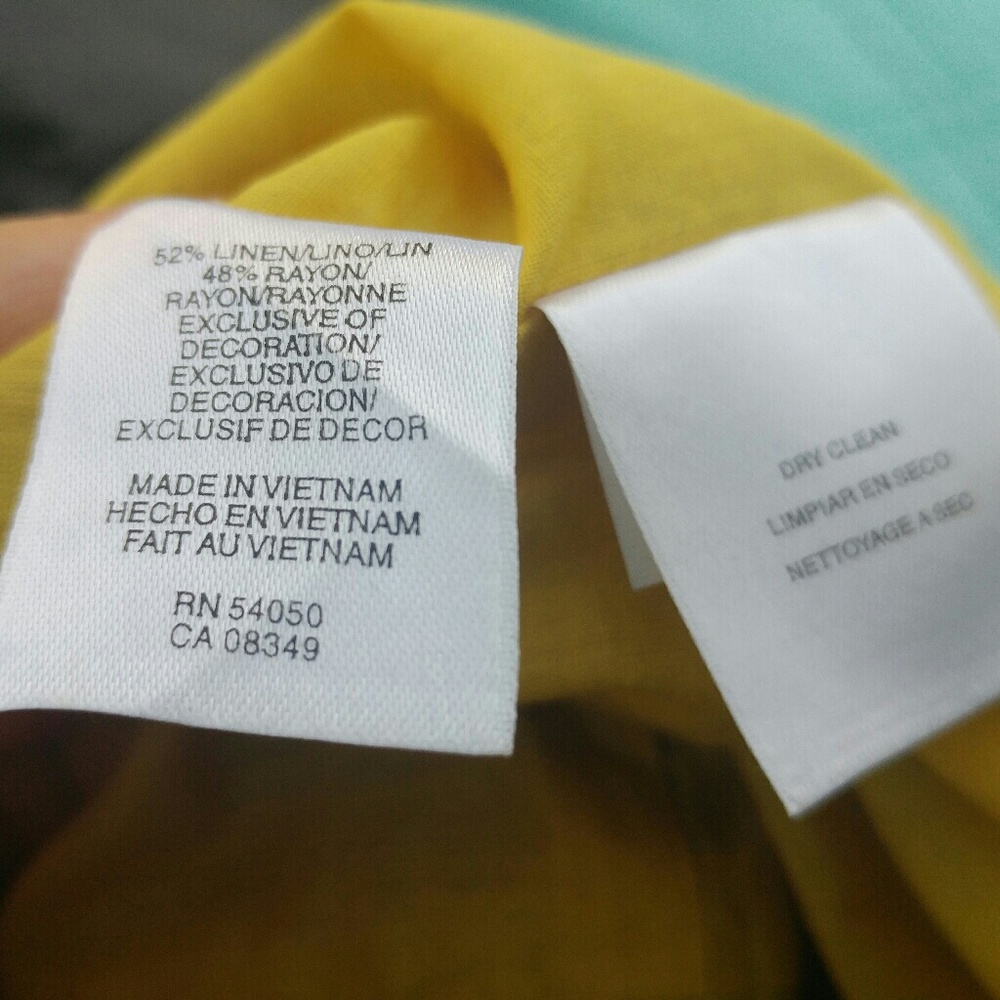 52% LINEN/LINO/LIN
48% RAYON/
RAYON/RAYONNE
EXCLUSIVE OF
DECORATION/
EXCLUSIVO DE
DECORACION/
EXCLUSIF DE DECOR
MADE IN VIETNAM
HECHO EN VIETNAM
FAIT AU VIETNAM
RN 54050
CA 08349
DRY CLEAN
LIMPIAR EN SECO
NETTOYAGE A SEC